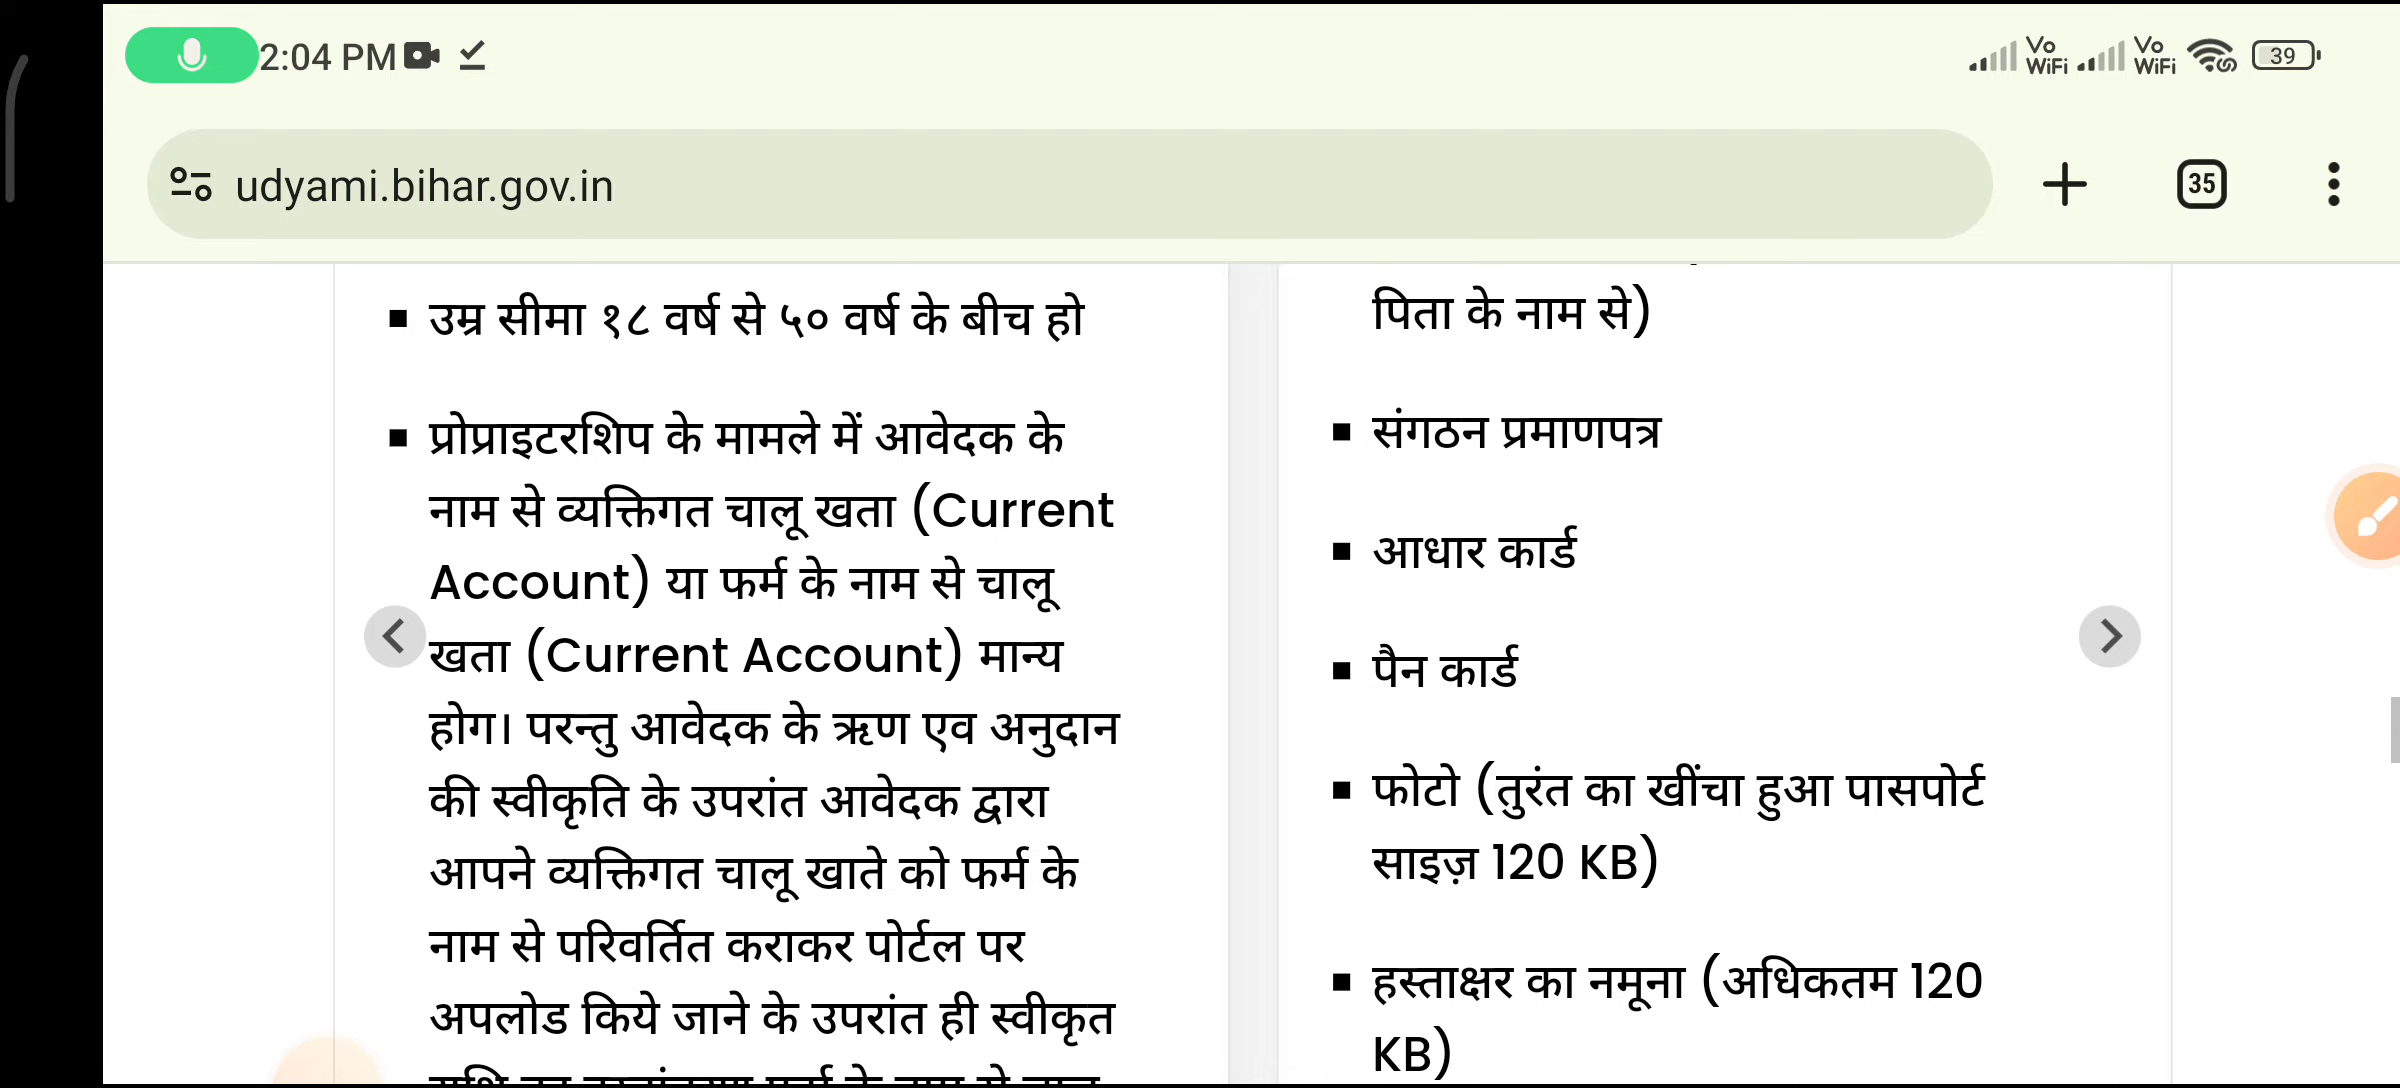 2:04 PM
Vo WiFi Vo WiFi 39
udyami.bihar.gov.in
35
▪ उम्र सीमा १८ वर्ष से ५० वर्ष के बीच हो
▪ प्रोप्राइटरशिप के मामले में आवेदक के
नाम से व्यक्तिगत चालू खता (Current
Account) या फर्म के नाम से चालू
खता (Current Account) मान्य
होग। परन्तु आवेदक के ऋण एव अनुदान
की स्वीकृति के उपरांत आवेदक द्वारा
आपने व्यक्तिगत चालू खाते को फर्म के
नाम से परिवर्तित कराकर पोर्टल पर
अपलोड किये जाने के उपरांत ही स्वीकृत
पिता के नाम से)
▪ संगठन प्रमाणपत्र
▪ आधार कार्ड
▪ पैन कार्ड
▪ फोटो (तुरंत का खींचा हुआ पासपोर्ट
साइज़ 120 KB)
▪ हस्ताक्षर का नमूना (अधिकतम 120
KB)